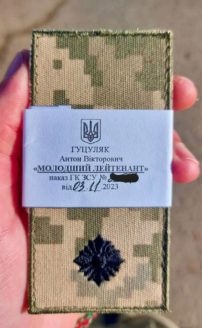 ГУЦУЛЯК
Антон Вікторович
«МОЛОДШИЙ ЛЕЙТЕНАНТ»
наказ ГК ЗСУ №
від 03.11.2023